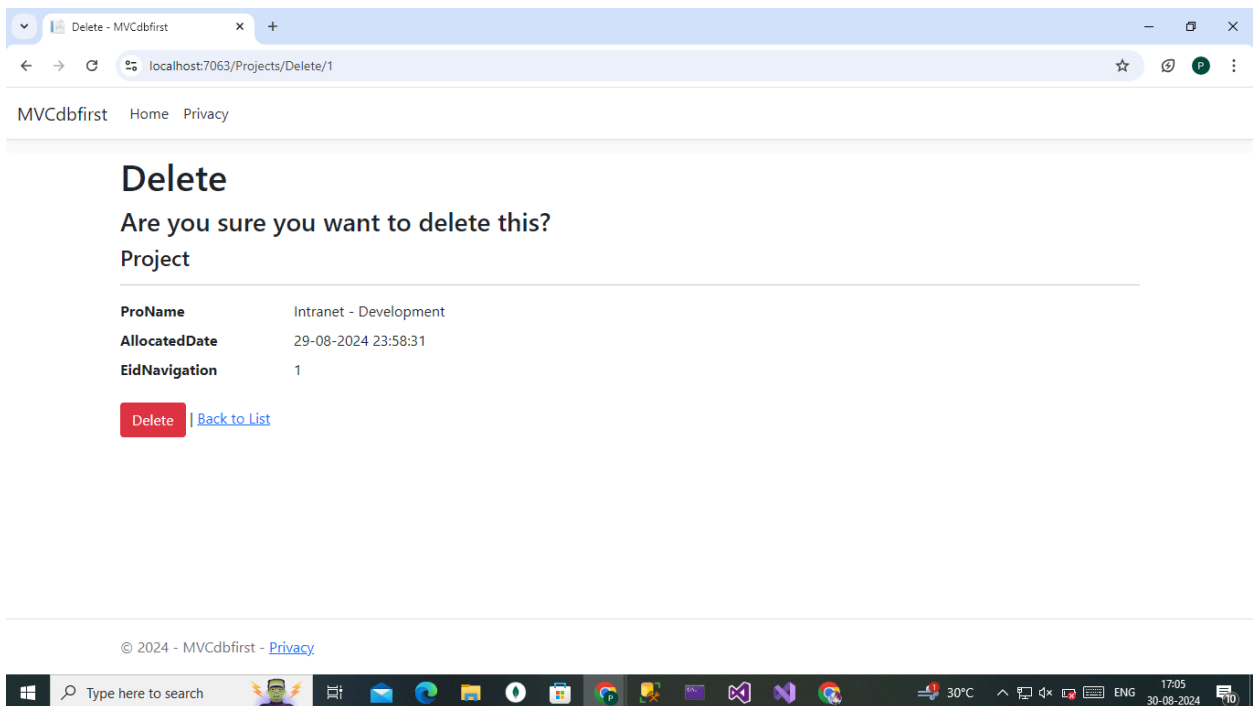 Delete - MVCdbfirst
localhost:7063/Projects/Delete/1
P
MVCdbfirst Home Privacy
Delete
Are you sure you want to delete this?
Project
ProName Intranet - Development
AllocatedDate 29-08-2024 23:58:31
EidNavigation 1
Delete | Back to List
© 2024 - MVCdbfirst - Privacy
Type here to search 30°C ENG 17:05
30-08-2024 10